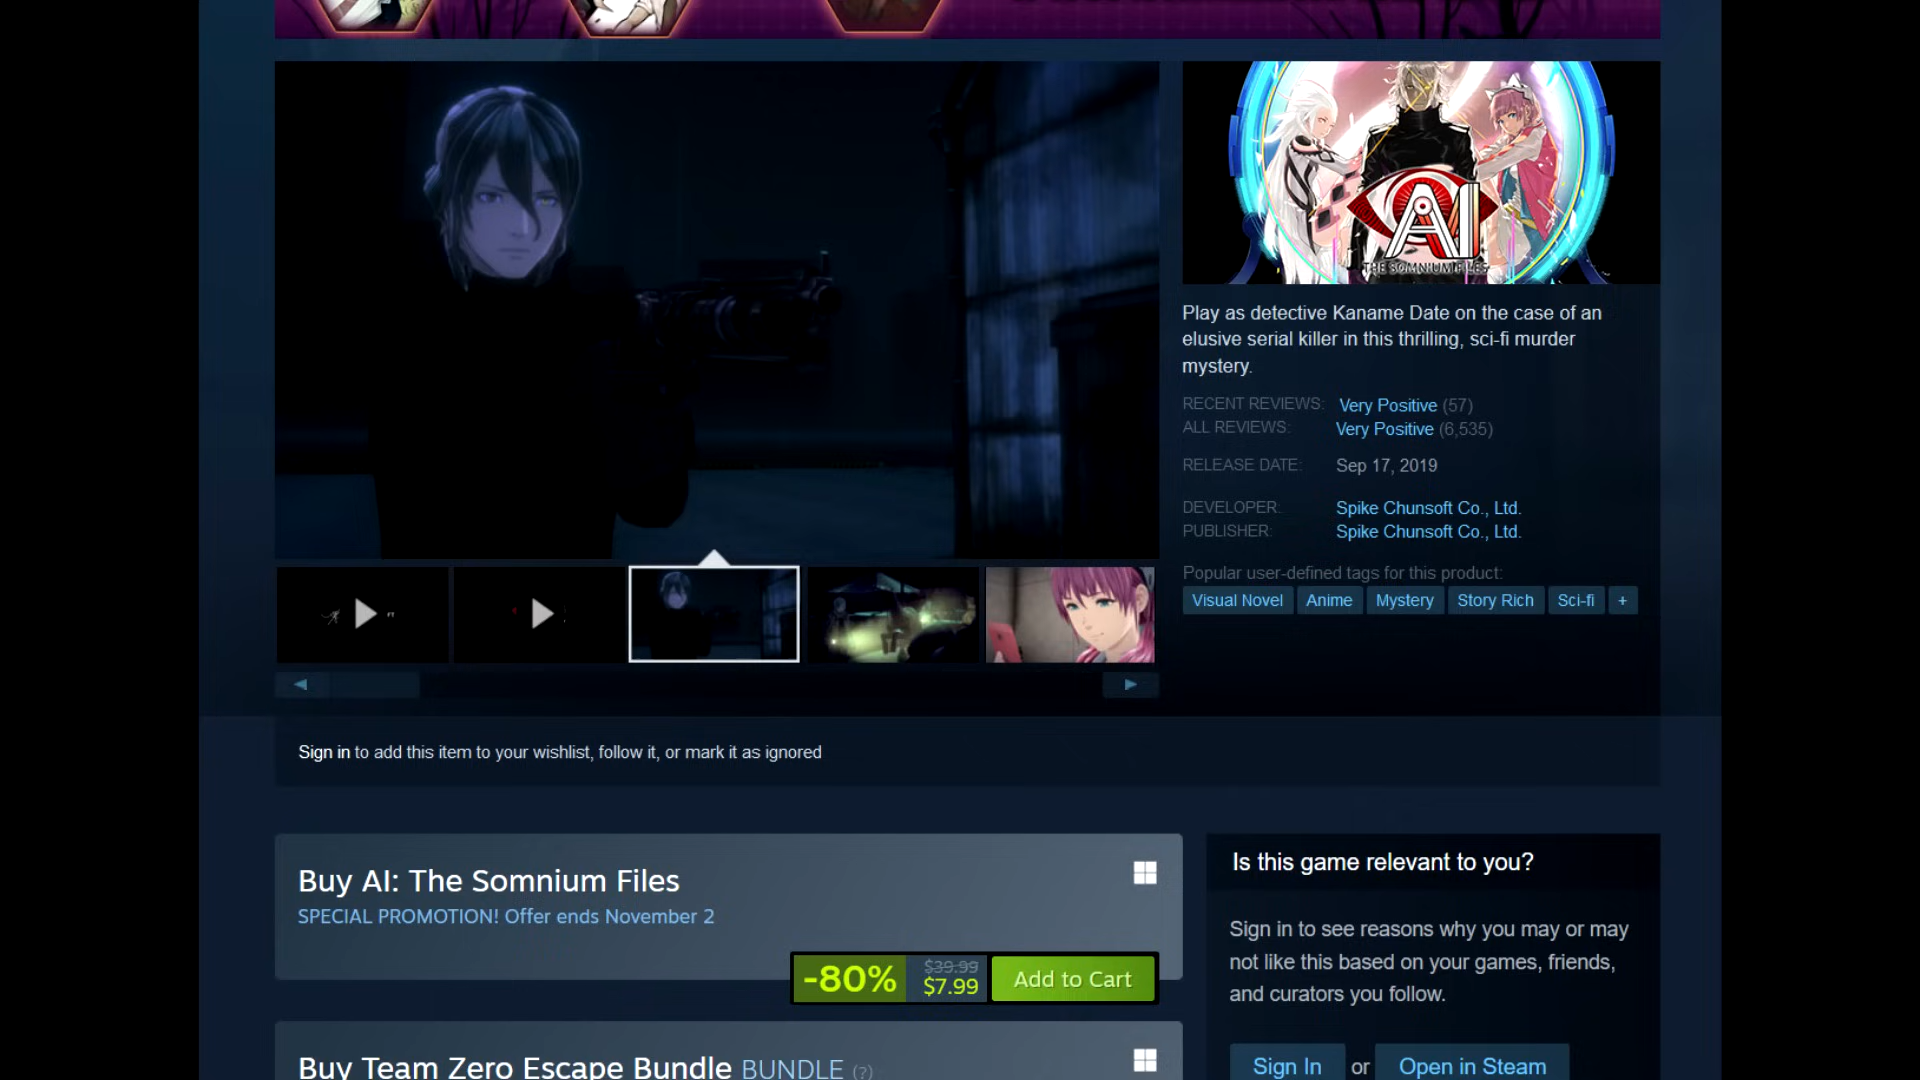 AI
THE SOMNIUM FILES
Play as detective Kaname Date on the case of an
elusive serial killer in this thrilling, sci-fi murder
mystery.
RECENT REVIEWS: Very Positive (57)
ALL REVIEWS: Very Positive (6,535)
RELEASE DATE: Sep 17, 2019
DEVELOPER: Spike Chunsoft Co., Ltd.
PUBLISHER: Spike Chunsoft Co., Ltd.
Popular user-defined tags for this product:
Visual Novel Anime Mystery Story Rich Sci-fi +
Sign in to add this item to your wishlist, follow it, or mark it as ignored
Buy AI: The Somnium Files
SPECIAL PROMOTION! Offer ends November 2
-80% $39.99 $7.99 Add to Cart
Buy Team Zero Escape Bundle BUNDLE (?)
Is this game relevant to you?
Sign in to see reasons why you may or may
not like this based on your games, friends,
and curators you follow.
Sign In or Open in Steam